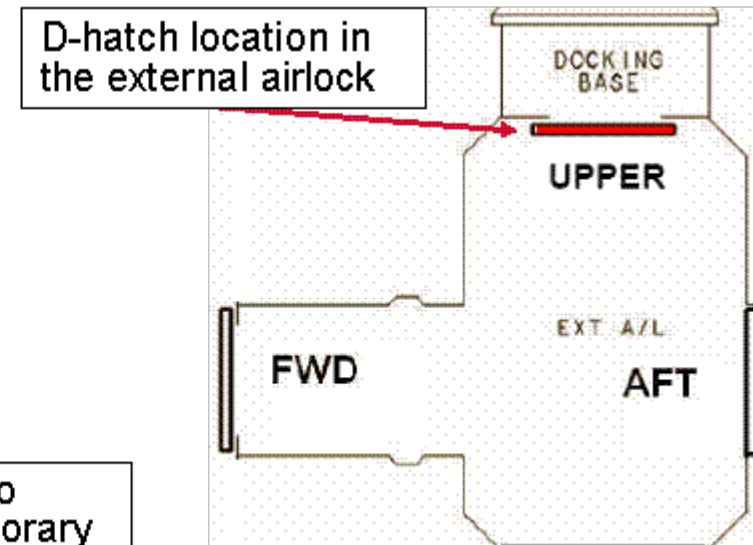 D-hatch location in
the external airlock
DOCKING
BASE
UPPER
EXT A/L
FWD
AFT